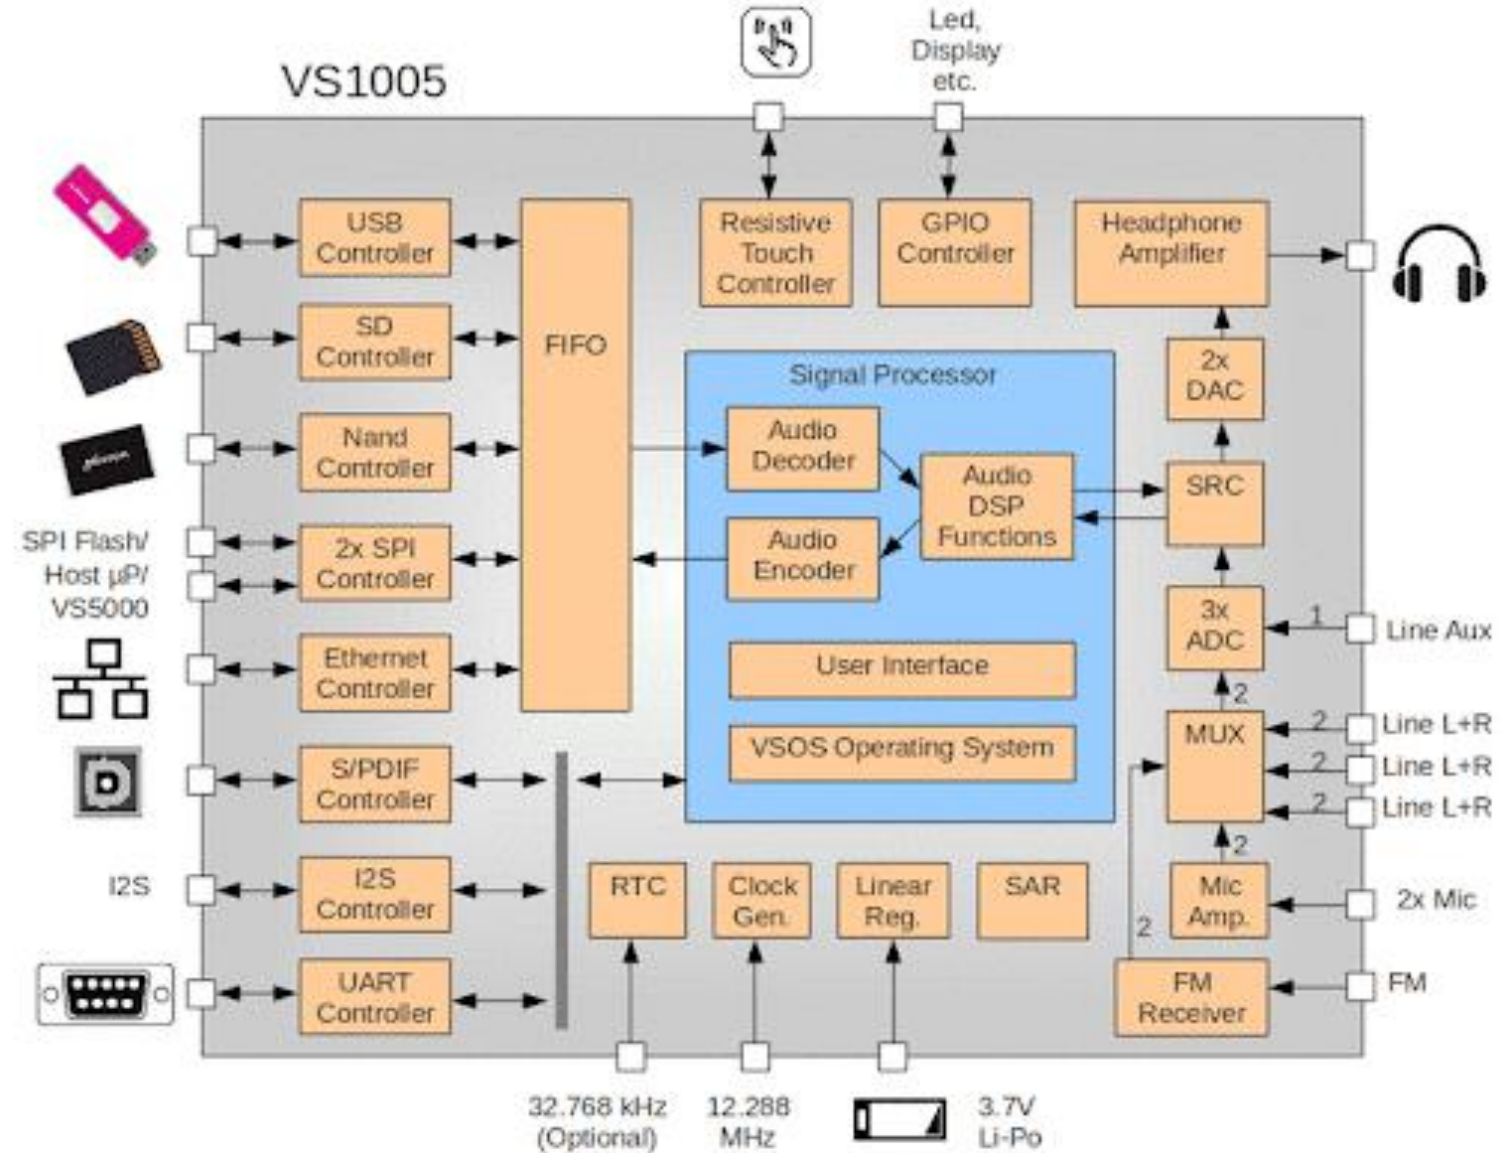 Led,
Display
etc.
VS1005
USB
Controller
FIFO
Resistive
Touch
Controller
GPIO
Controller
Headphone
Amplifier
SD
Controller
2x
DAC
Signal Processor
Nand
Controller
Audio
Decoder
Audio
DSP
Functions
SRC
SPI Flash/
Host µP/
VS5000
2x SPI
Controller
Audio
Encoder
3x
ADC
1
Line Aux
Ethernet
Controller
User Interface
2
MUX
2
Line L+R
2
Line L+R
2
Line L+R
VSOS Operating System
S/PDIF
Controller
D
2
I2S
I2S
Controller
RTC
Clock
Gen.
Linear
Reg.
SAR
Mic
Amp.
2x Mic
2
UART
Controller
FM
Receiver
FM
32.768 kHz
(Optional)
12.288
MHz
3.7V
Li-Po